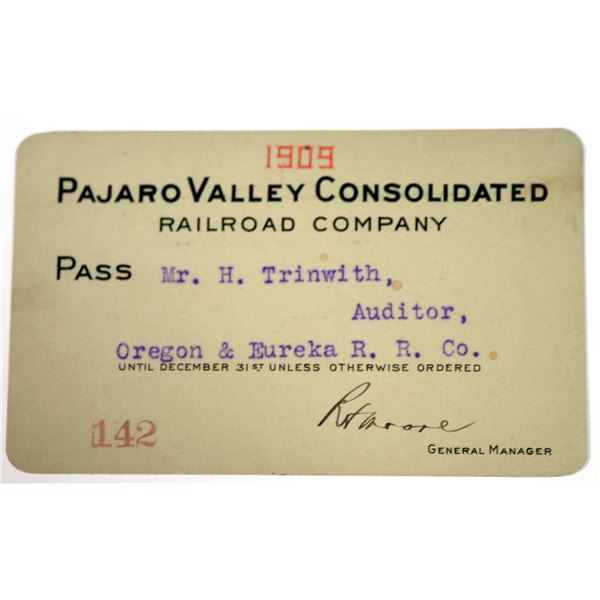 1909
PAJARO VALLEY CONSOLIDATED
RAILROAD COMPANY
PASS Mr. H. Trinwith,
Auditor,
Oregon & Eureka R. R. Co.
UNTIL DECEMBER 31ST UNLESS OTHERWISE ORDERED
142
GENERAL MANAGER